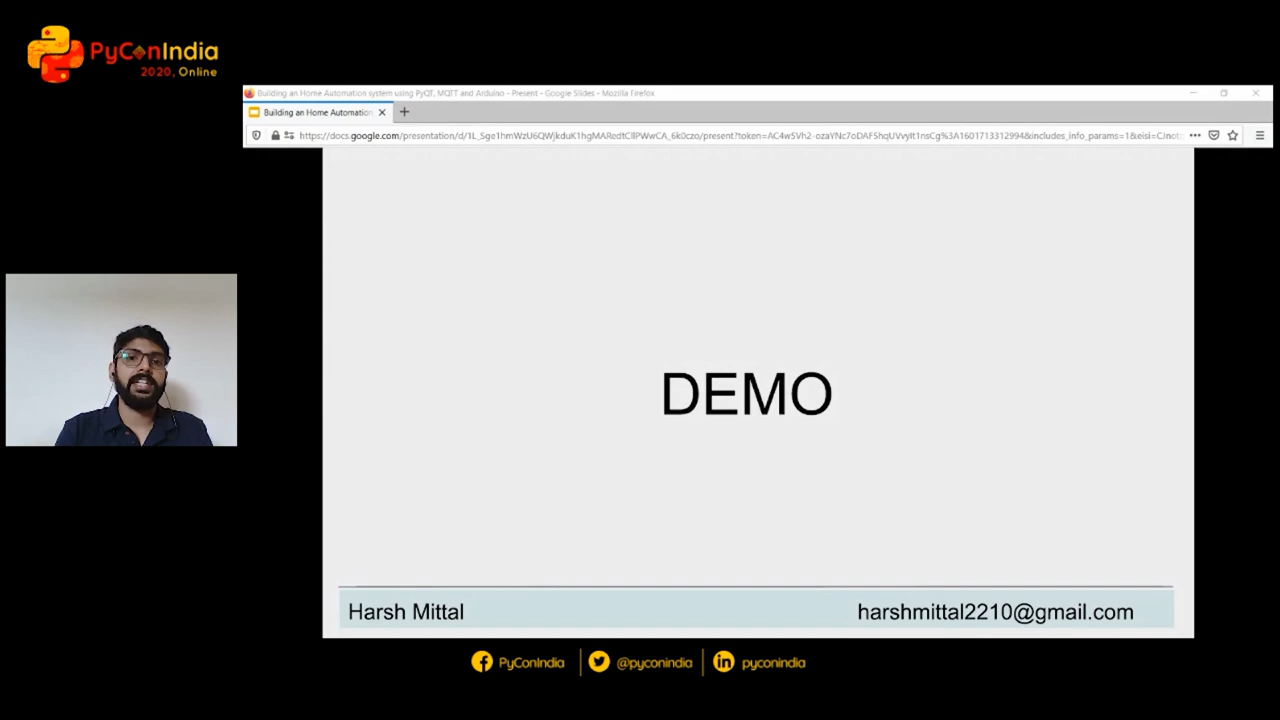 PyConIndia
2020, Online
Building an Home Automation system using PyQT, MQTT and Arduino - Present - Google Slides - Mozilla Firefox
Building an Home Automation
DEMO
Harsh Mittal
harshmittal2210@gmail.com
PyConIndia
@pyconindia
pyconindia